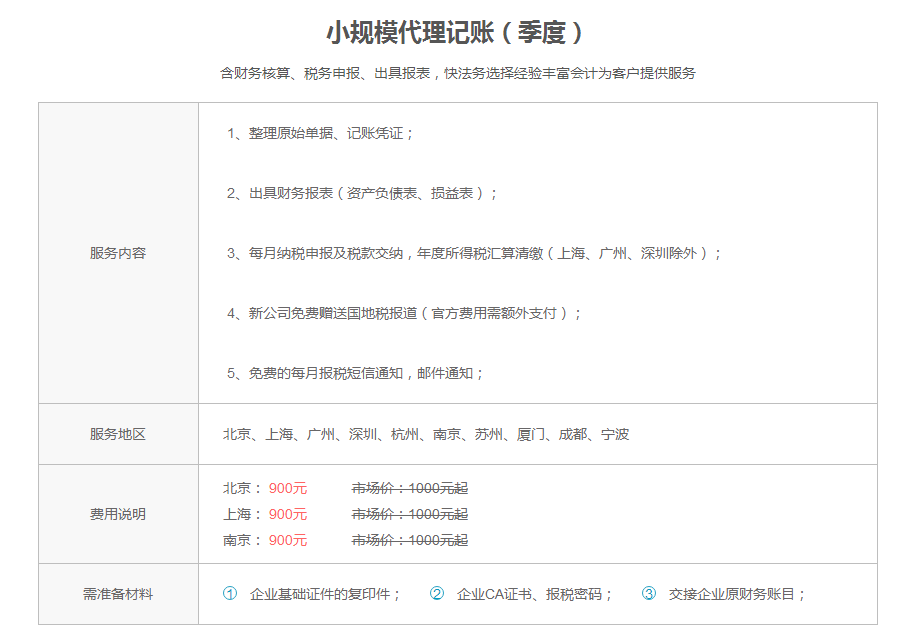 小规模代理记账（季度）
含财务核算、税务申报、出具报表，快法务选择经验丰富会计为客户提供服务
服务内容
1、整理原始单据、记账凭证；
2、出具财务报表（资产负债表、损益表）；
3、每月纳税申报及税款交纳，年度所得税汇算清缴（上海、广州、深圳除外）；
4、新公司免费赠送国地税报道（官方费用需额外支付）；
5、免费的每月报税短信通知，邮件通知；
服务地区
北京、上海、广州、深圳、杭州、南京、苏州、厦门、成都、宁波
费用说明
北京：900元 市场价：1000元起
上海：900元 市场价：1000元起
南京：900元 市场价：1000元起
需准备材料
① 企业基础证件的复印件； ② 企业CA证书、报税密码； ③ 交接企业原财务账目；